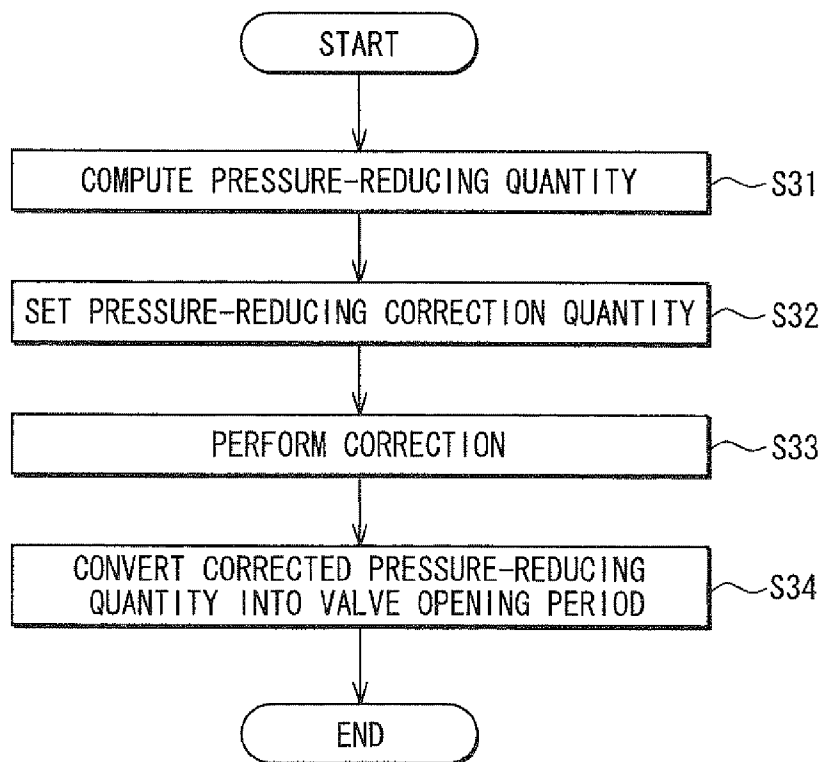 START
COMPUTE PRESSURE-REDUCING QUANTITY
S31
SET PRESSURE-REDUCING CORRECTION QUANTITY
S32
PERFORM CORRECTION
S33
CONVERT CORRECTED PRESSURE-REDUCING
QUANTITY INTO VALVE OPENING PERIOD
S34
END